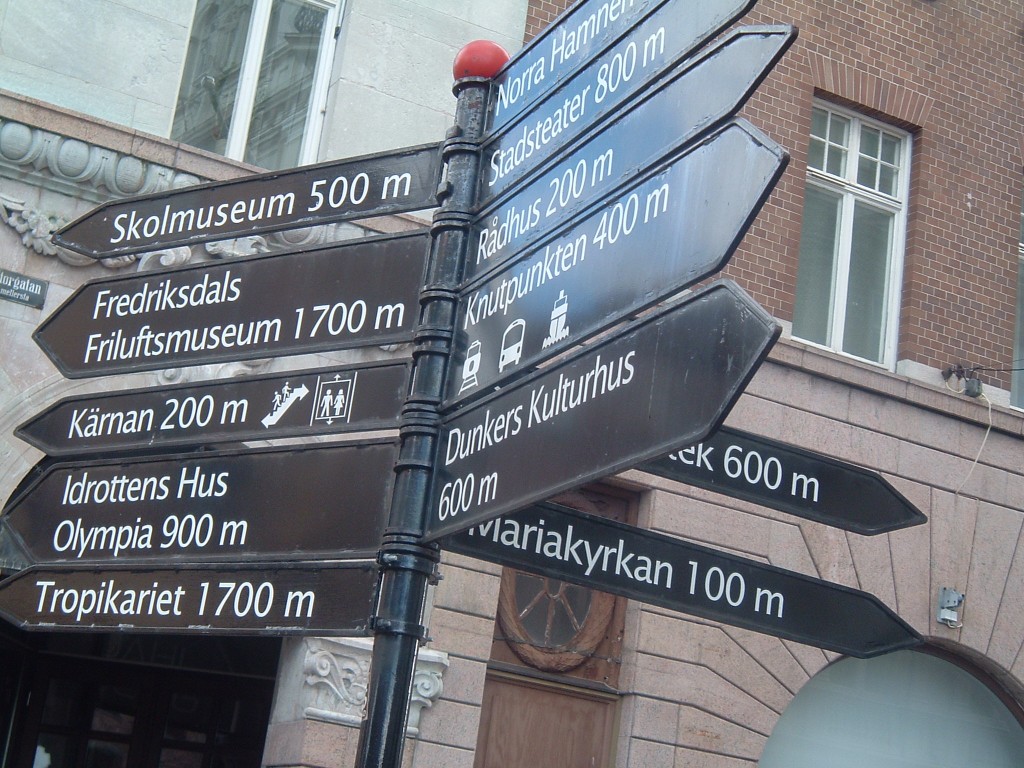 Skolmuseum 500 m
Fredriksdals
Friluftsmuseum 1700 m
Kärnan 200 m
Idrottens Hus
Olympia 900 m
Tropikariet 1700 m
Norra Hamnen
Stadsteater 800 m
Rådhus 200 m
Knutpunkten 400 m
Dunkers Kulturhus
600 m
600 m
Mariakyrkan 100 m